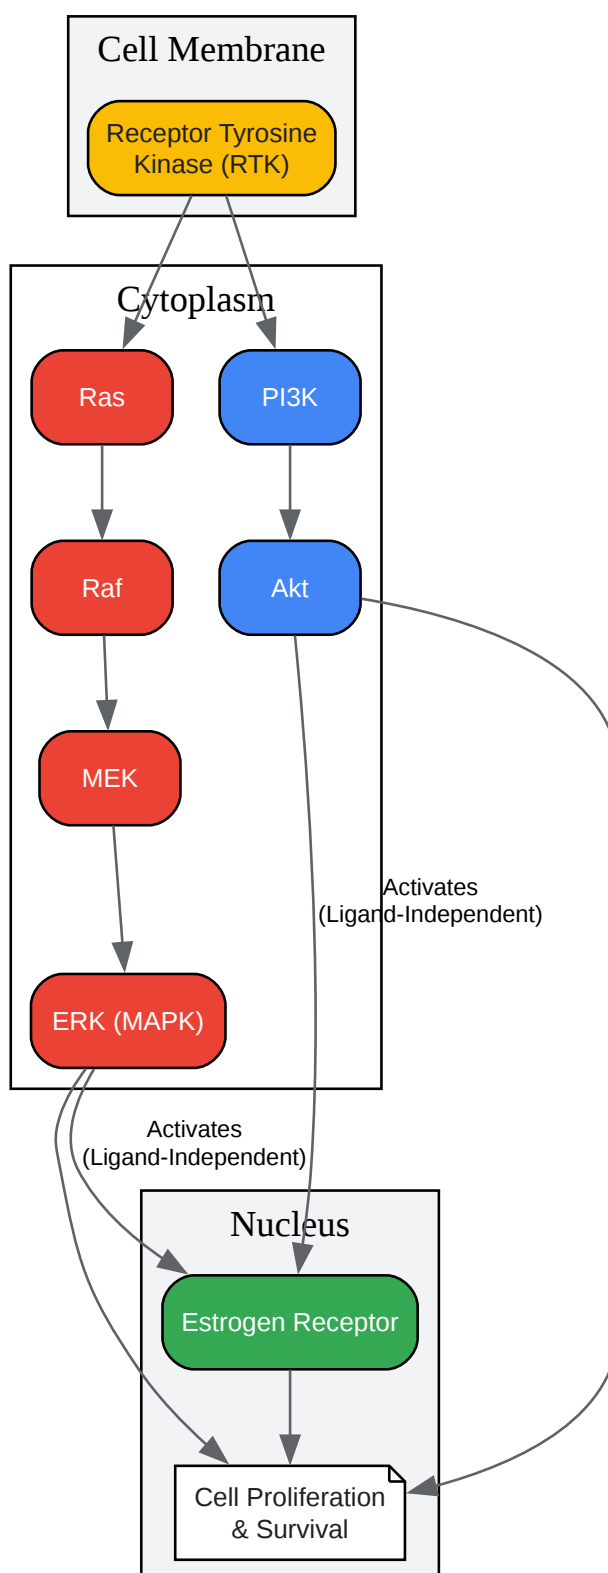 Cell Membrane
Receptor Tyrosine
Kinase (RTK)
Cytoplasm
Ras
PI3K
Raf
Akt
MEK
Activates
(Ligand-Independent)
ERK (MAPK)
Activates
(Ligand-Independent)
Nucleus
Estrogen Receptor
Cell Proliferation
& Survival